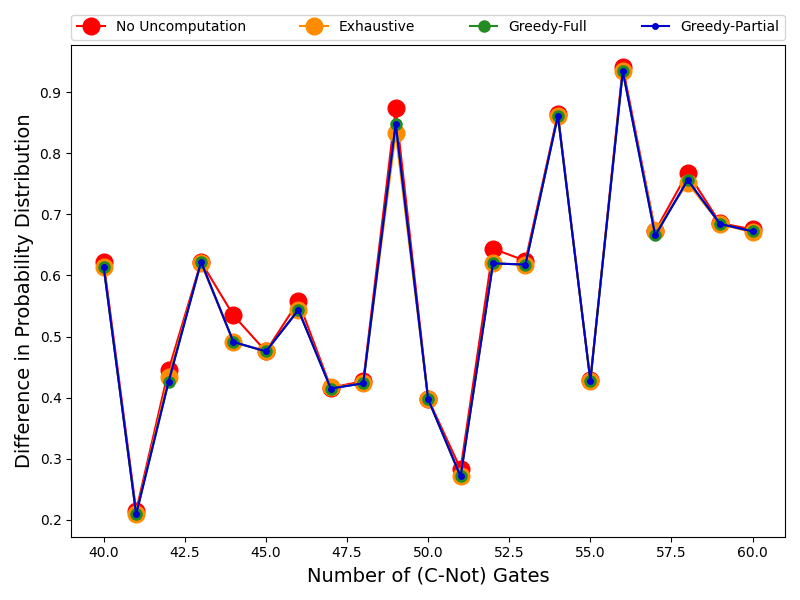 No Uncomputation Exhaustive Greedy-Full Greedy-Partial
Difference in Probability Distribution
0.9
0.8
0.7
0.6
0.5
0.4
0.3
0.2
40.0 42.5 45.0 47.5 50.0 52.5 55.0 57.5 60.0
Number of (C-Not) Gates